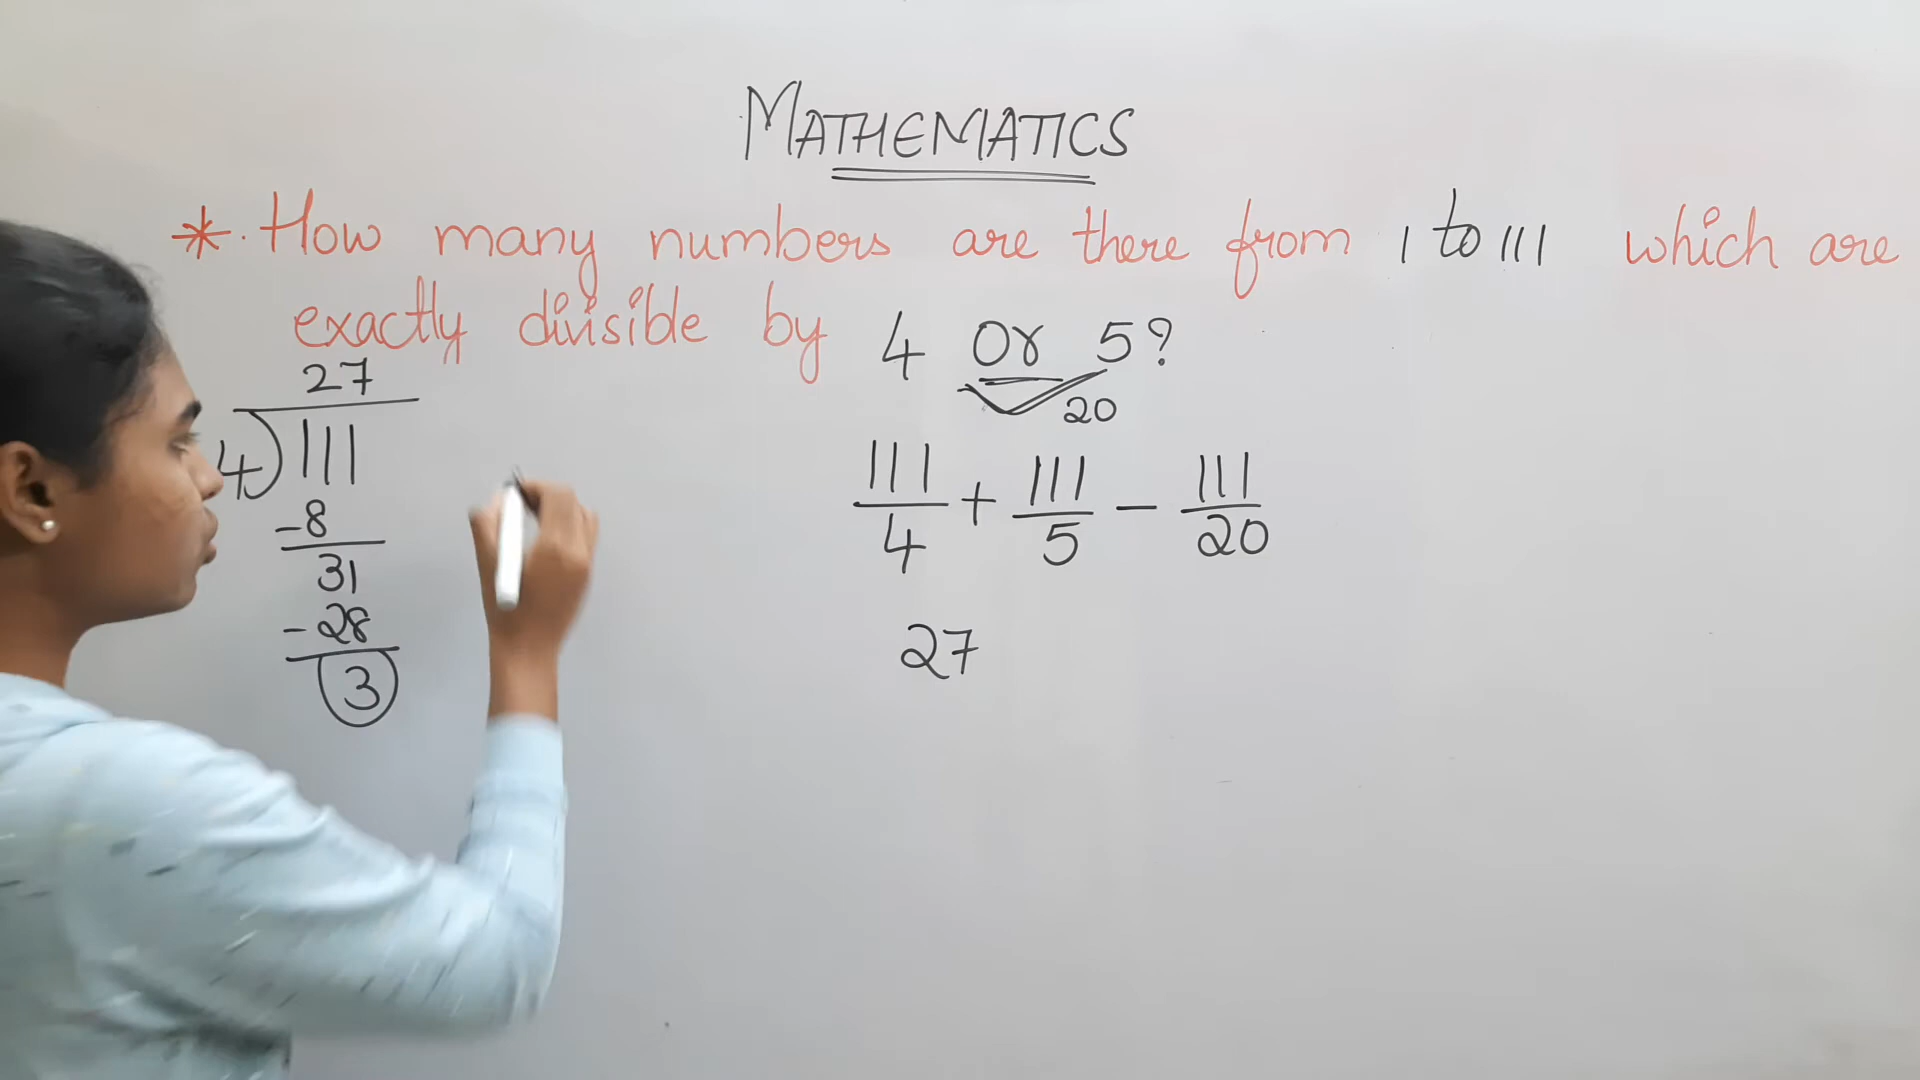 MATHEMATICS
*. How many numbers are there from 1 to 111 which are
exactly divisible by 4 Or 5?
20
27
4) 111
-8
31
-28
3
111/4 + 111/5 - 111/20
27